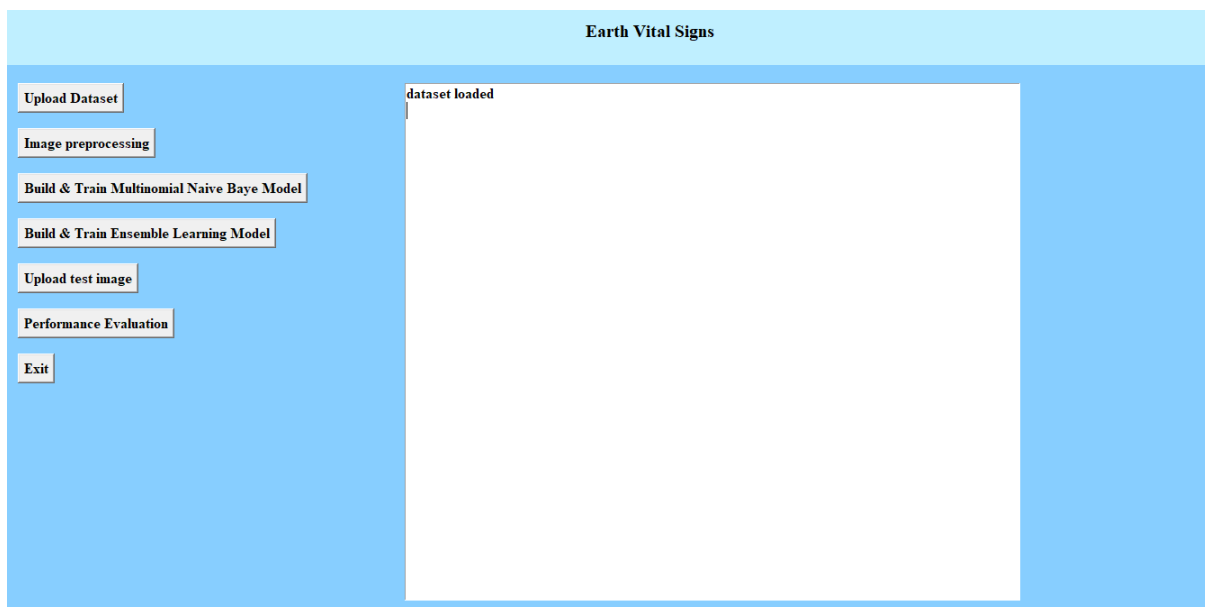 Earth Vital Signs
Upload Dataset
dataset loaded
Image preprocessing
Build & Train Multinomial Naive Baye Model
Build & Train Ensemble Learning Model
Upload test image
Performance Evaluation
Exit